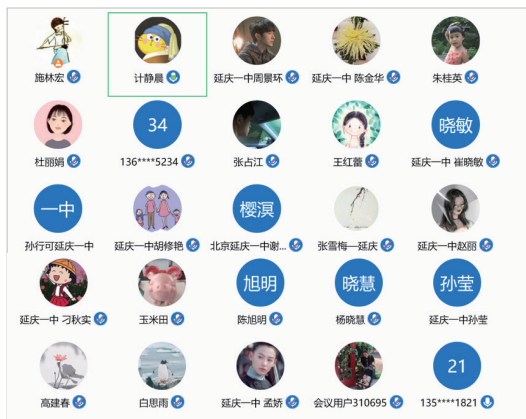 施林宏
计静晨
延庆一中周景环
延庆一中 陈金华
朱桂英
34
晓敏
杜丽娟
136****5234
张占江
王红蕾
延庆一中 崔晓敏
一中
樱淏
孙行可延庆一中
延庆一中胡修艳
北京延庆一中谢...
张雪梅—延庆
延庆一中赵丽
旭明
晓慧
孙莹
延庆一中 刁秋实
玉米田
陈旭明
杨晓慧
延庆一中孙莹
21
高建春
白思雨
延庆一中 孟娇
会议用户310695
135****1821